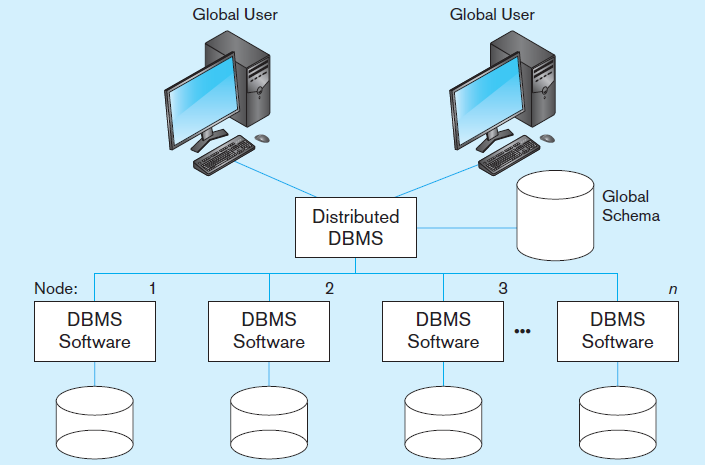 Global User
Global User
Global
Schema
Distributed
DBMS
Node:
1
2
3
n
DBMS
Software
DBMS
Software
DBMS
Software
•••
DBMS
Software